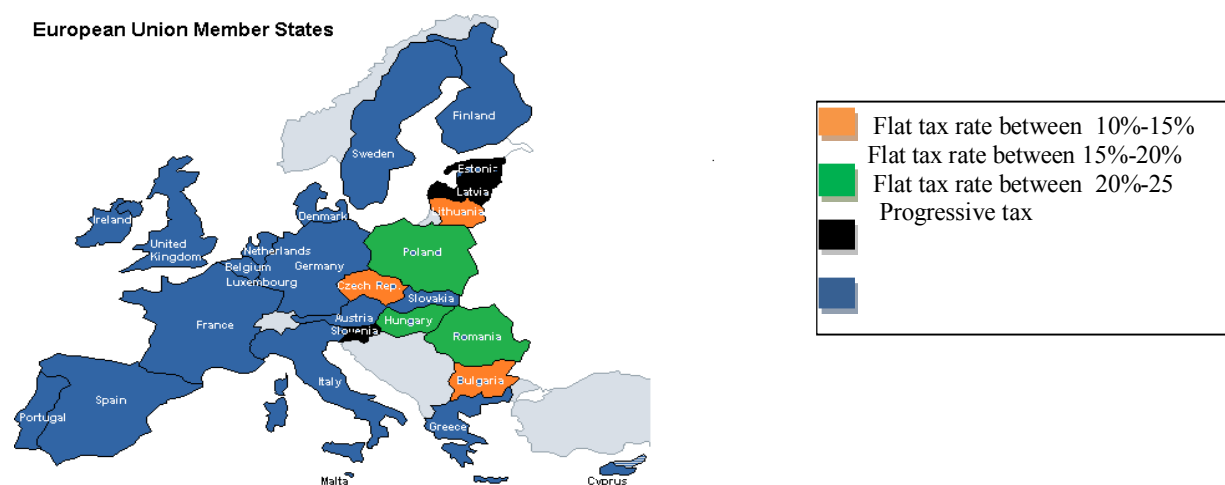 European Union Member States
Finland
Sweden
Estoni=
Latvia
Lithuania
Denmark
Ireland
United
Kingdom
Netherlands
Belgium
Germany
Luxembourg
Poland
Czech Rep.
Slovakia
Austria
Hungary
Slovenia
France
Romania
Italy
Bulgaria
Spain
Portugal
Greece
Malta
Cyprus
Flat tax rate between 10%-15%
Flat tax rate between 15%-20%
Flat tax rate between 20%-25
Progressive tax